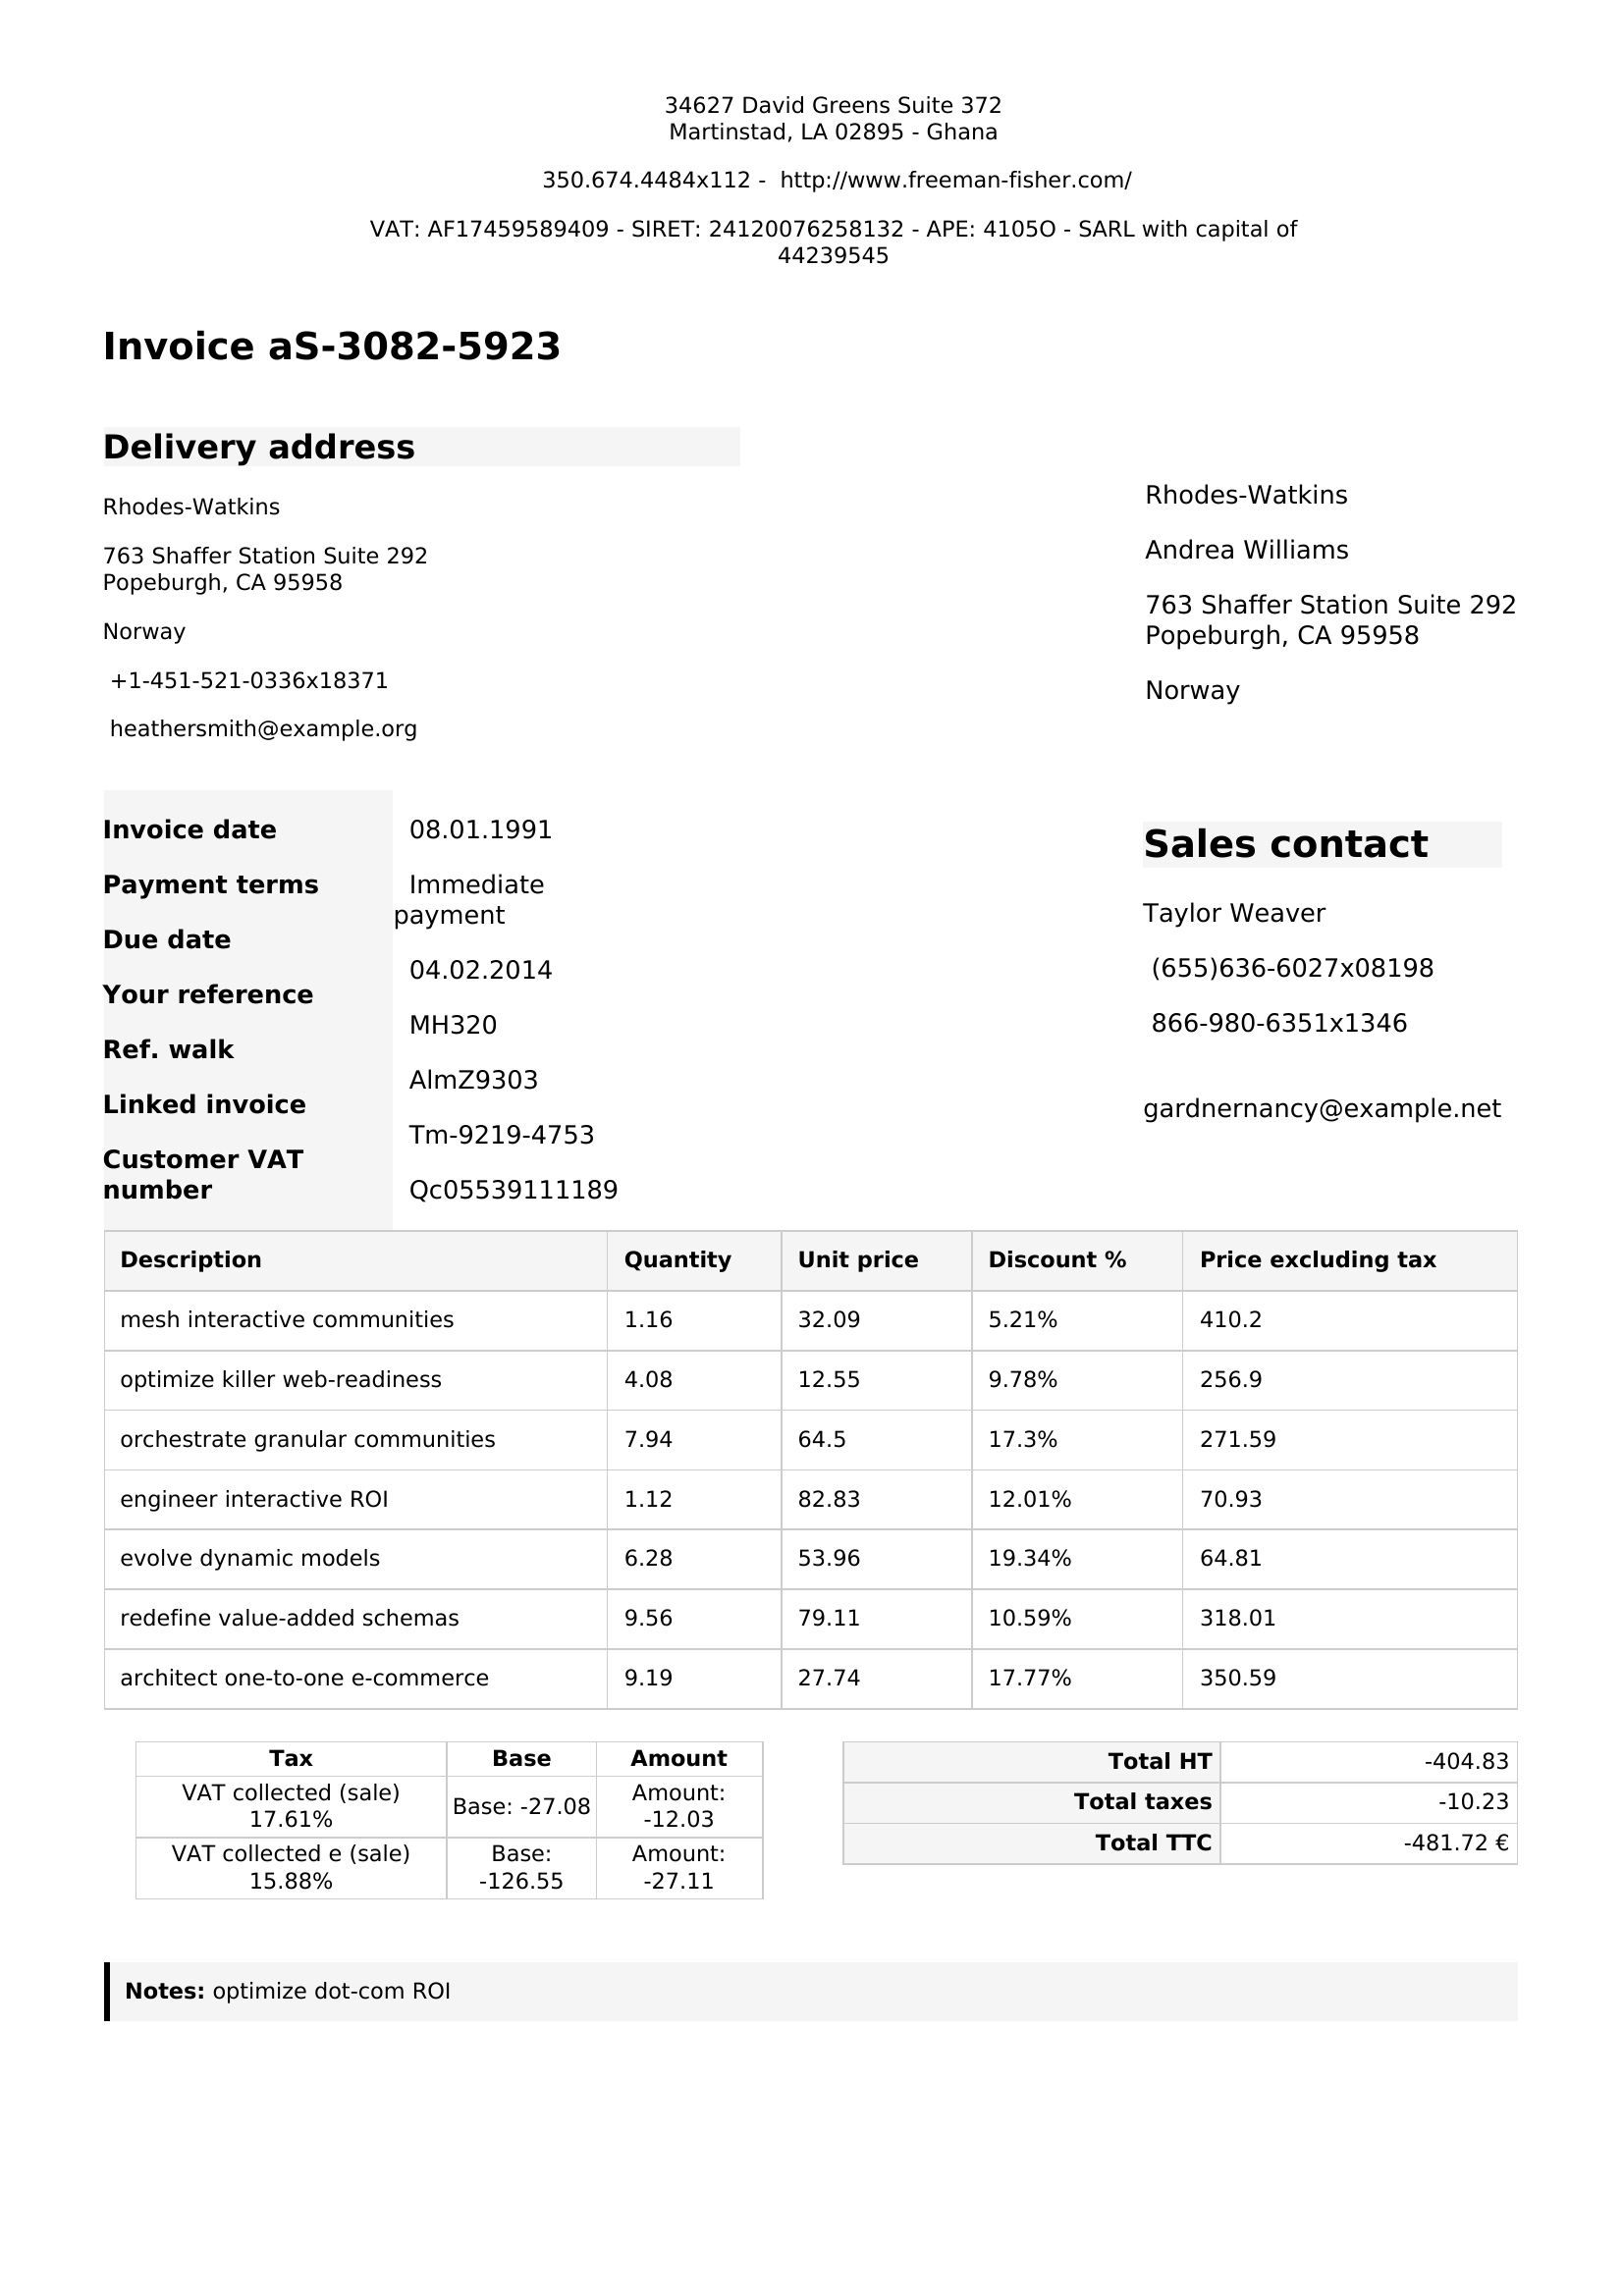 34627 David Greens Suite 372
Martinstad, LA 02895 - Ghana
350.674.4484x112 - http://www.freeman-fisher.com/
VAT: AF17459589409 - SIRET: 24120076258132 - APE: 4105O - SARL with capital of
44239545
Invoice aS-3082-5923
Delivery address
Rhodes-Watkins
763 Shaffer Station Suite 292
Popeburgh, CA 95958
Norway
+1-451-521-0336x18371
heathersmith@example.org
Rhodes-Watkins
Andrea Williams
763 Shaffer Station Suite 292
Popeburgh, CA 95958
Norway
Invoice date
Payment terms
Due date
Your reference
Ref. walk
Linked invoice
Customer VAT
number
08.01.1991
Immediate
payment
04.02.2014
MH320
AlmZ9303
Tm-9219-4753
Qc05539111189
Sales contact
Taylor Weaver
(655)636-6027x08198
866-980-6351x1346
gardnernancy@example.net
Description Quantity Unit price Discount % Price excluding tax
mesh interactive communities 1.16 32.09 5.21% 410.2
optimize killer web-readiness 4.08 12.55 9.78% 256.9
orchestrate granular communities 7.94 64.5 17.3% 271.59
engineer interactive ROI 1.12 82.83 12.01% 70.93
evolve dynamic models 6.28 53.96 19.34% 64.81
redefine value-added schemas 9.56 79.11 10.59% 318.01
architect one-to-one e-commerce 9.19 27.74 17.77% 350.59
Tax Base Amount
VAT collected (sale)
17.61%
Base: -27.08
Amount:
-12.03
VAT collected e (sale)
15.88%
Base:
-126.55
Amount:
-27.11
Total HT -404.83
Total taxes -10.23
Total TTC -481.72 €
Notes: optimize dot-com ROI